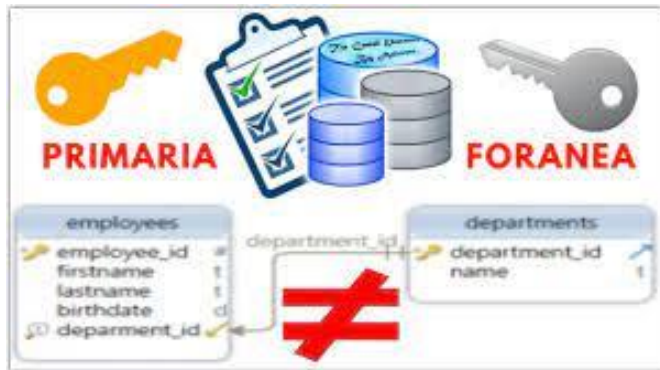 PRIMARIA
FORANEA
employees
employee_id #
firstname t
lastname t
birthdate d
deparment_id
department_id
departments
department_id
name t